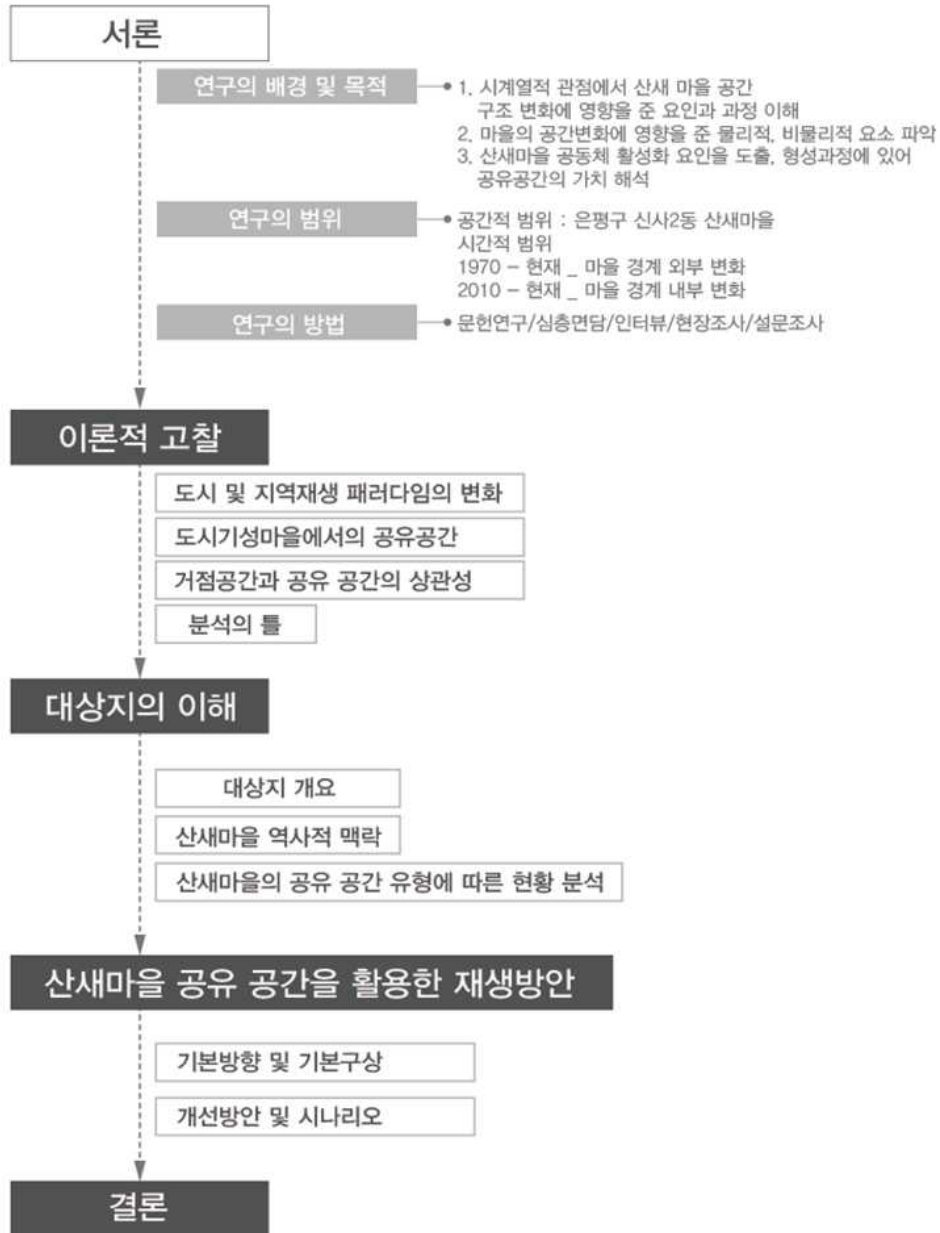 서론
연구의 배경 및 목적
1. 시계열적 관점에서 산새 마을 공간
구조 변화에 영향을 준 요인과 과정 이해
2. 마을의 공간변화에 영향을 준 물리적, 비물리적 요소 파악
3. 산새마을 공동체 활성화 요인을 도출, 형성과정에 있어
공유공간의 가치 해석
연구의 범위
공간적 범위 : 은평구 신사2동 산새마을
시간적 범위
1970 - 현재 _ 마을 경계 외부 변화
2010 - 현재 _ 마을 경계 내부 변화
연구의 방법
문헌연구/심층면담/인터뷰/현장조사/설문조사
이론적 고찰
도시 및 지역재생 패러다임의 변화
도시기성마을에서의 공유공간
거점공간과 공유 공간의 상관성
분석의 틀
대상지의 이해
대상지 개요
산새마을 역사적 맥락
산새마을의 공유 공간 유형에 따른 현황 분석
산새마을 공유 공간을 활용한 재생방안
기본방향 및 기본구상
개선방안 및 시나리오
결론